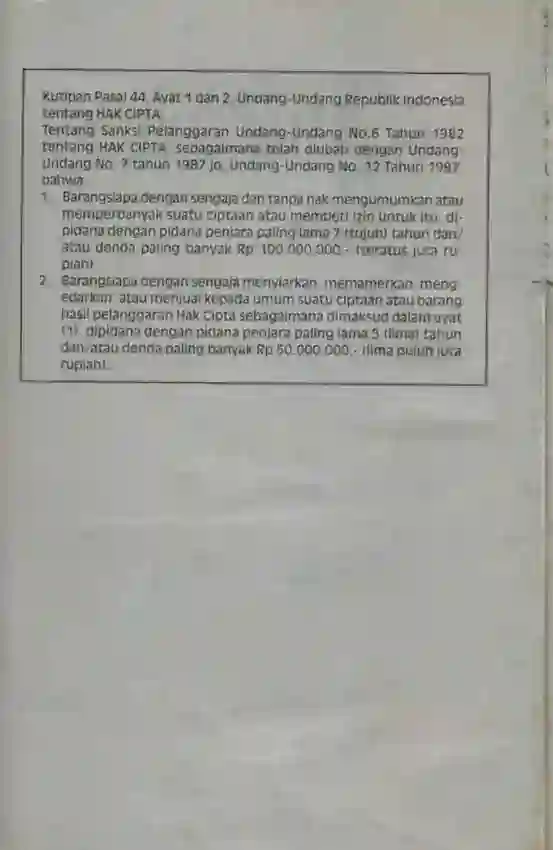 Kutipan Pasal 44, Ayat 1 dan 2, Undang-Undang Republik Indonesia
tentang HAK CIPTA
Tentang Sanksi Pelanggaran Undang-Undang No.6 Tahun 1982
tentang HAK CIPTA, sebagaimana telah diubah dengan Undang-
Undang No. 7 tahun 1987 jo. Undang-Undang No. 12 Tahun 1997,
bahwa:
1. Barangsiapa dengan sengaja dan tanpa hak mengumumkan atau
memperbanyak suatu ciptaan atau memberi izin untuk itu, di-
pidana dengan pidana penjara paling lama 7 (tujuh) tahun dan/
atau denda paling banyak Rp 100.000.000,- (seratus juta ru-
piah).
2. Barangsiapa dengan sengaja menyiarkan, memamerkan, meng-
edarkan, atau menjual kepada umum suatu ciptaan atau barang
hasil pelanggaran Hak Cipta sebagaimana dimaksud dalam ayat
(1), dipidana dengan pidana penjara paling lama 5 (lima) tahun
dan/atau denda paling banyak Rp 50.000.000,- (lima puluh juta
rupiah).